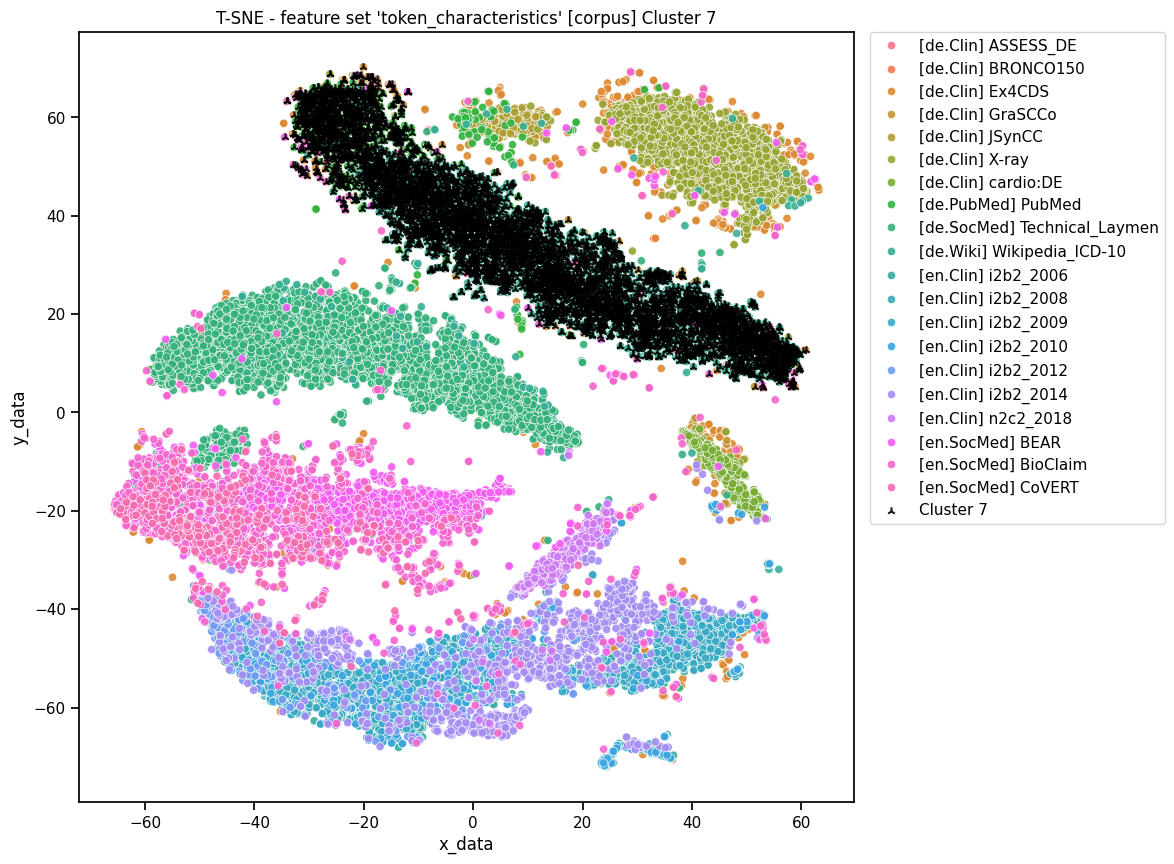 T-SNE - feature set 'token_characteristics' [corpus] Cluster 7
y_data
60
40
20
0
−20
−40
−60
−60
−40
−20
0
20
40
60
x_data
[de.Clin] ASSESS_DE
[de.Clin] BRONCO150
[de.Clin] Ex4CDS
[de.Clin] GraSCCo
[de.Clin] JSynCC
[de.Clin] X-ray
[de.Clin] cardio:DE
[de.PubMed] PubMed
[de.SocMed] Technical_Laymen
[de.Wiki] Wikipedia_ICD-10
[en.Clin] i2b2_2006
[en.Clin] i2b2_2008
[en.Clin] i2b2_2009
[en.Clin] i2b2_2010
[en.Clin] i2b2_2012
[en.Clin] i2b2_2014
[en.Clin] n2c2_2018
[en.SocMed] BEAR
[en.SocMed] BioClaim
[en.SocMed] CoVERT
Cluster 7